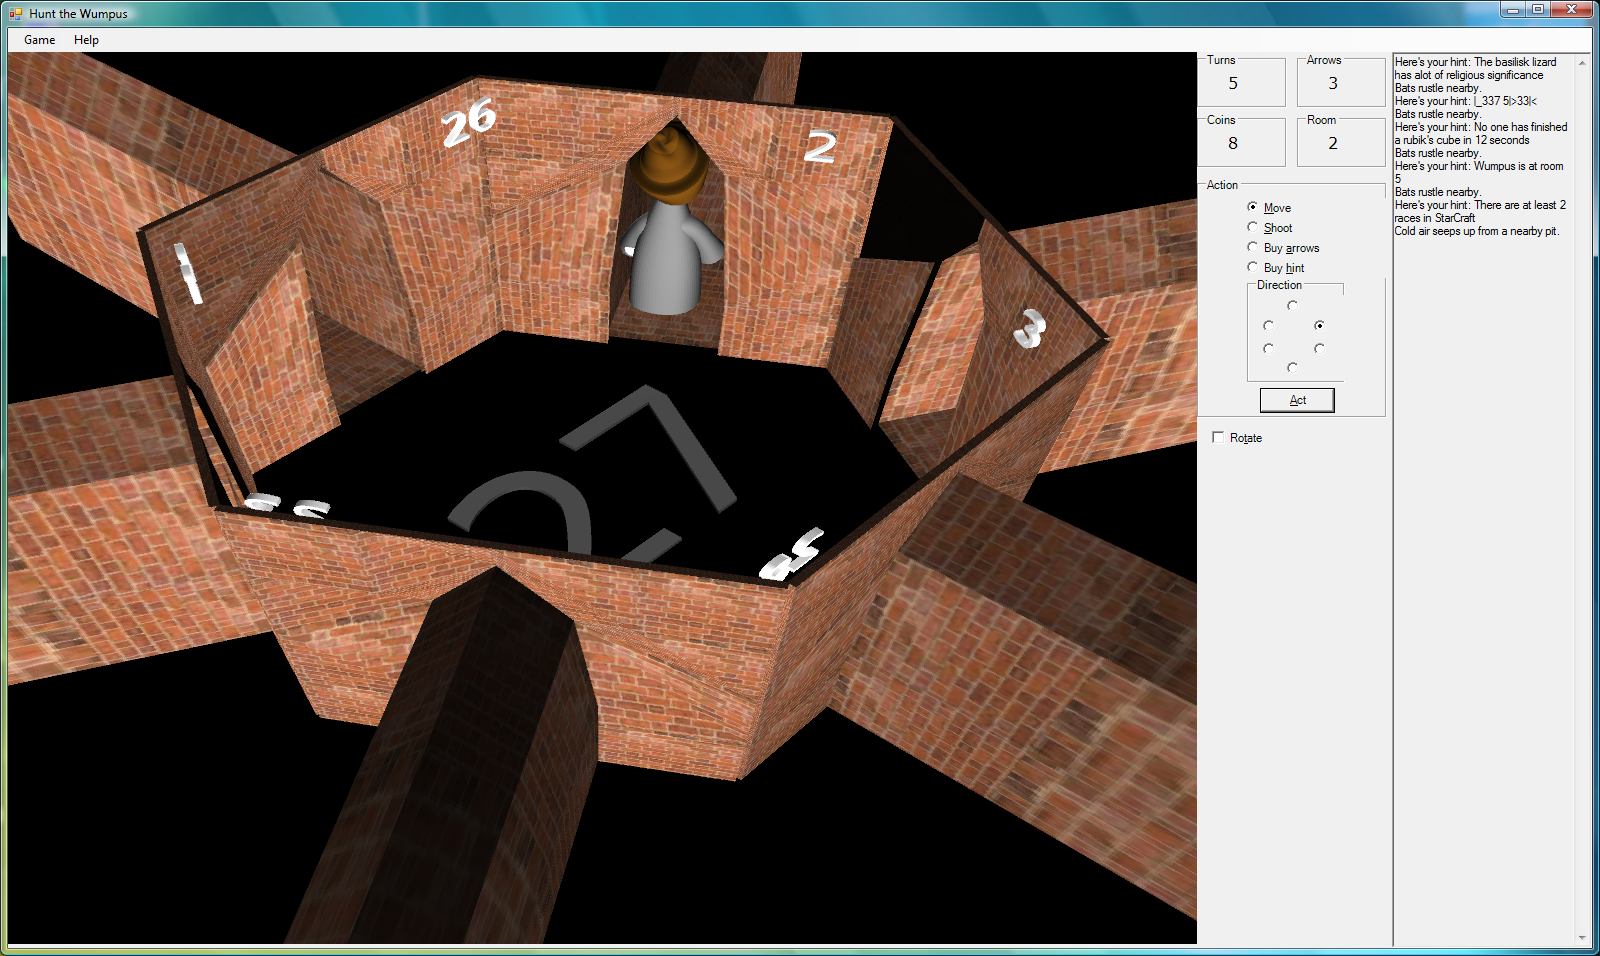 Hunt the Wumpus
Game Help
Turns
5
Arrows
3
Coins
8
Room
2
Action
Move
Shoot
Buy arrows
Buy hint
Direction
Act
Rotate
Here's your hint: The basilisk lizard
has alot of religious significance
Bats rustle nearby.
Here's your hint: |_337 5|>33|<
Bats rustle nearby.
Here's your hint: No one has finished
a rubik's cube in 12 seconds
Bats rustle nearby.
Here's your hint: Wumpus is at room
5
Bats rustle nearby.
Here's your hint: There are at least 2
races in StarCraft
Cold air seeps up from a nearby pit.
26
2
1
3